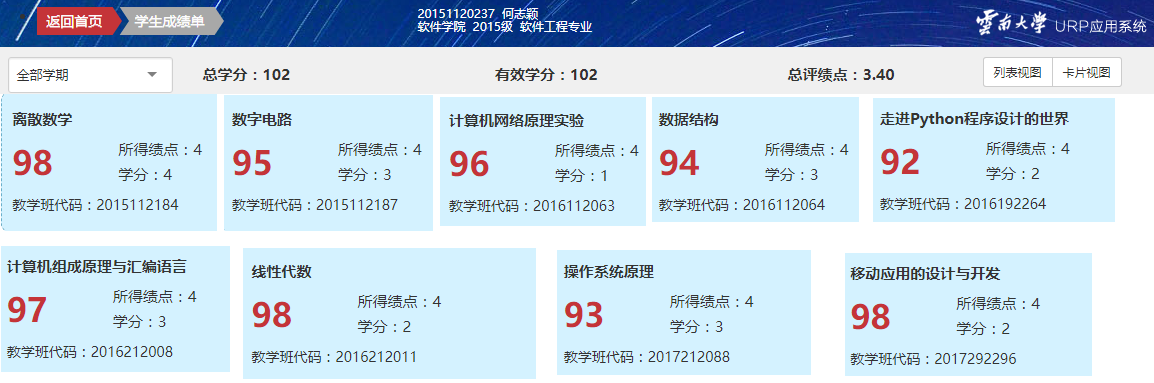 返回首页
学生成绩单
20151120237 何志颖
软件学院 2015级 软件工程专业
雲南大学 URP应用系统
全部学期
总学分：102
有效学分：102
总评绩点：3.40
列表视图
卡片视图
离散数学
98
所得绩点：4
学分：4
教学班代码：2015112184
数字电路
95
所得绩点：4
学分：3
教学班代码：2015112187
计算机网络原理实验
96
所得绩点：4
学分：1
教学班代码：2016112063
数据结构
94
所得绩点：4
学分：3
教学班代码：2016112064
走进Python程序设计的世界
92
所得绩点：4
学分：2
教学班代码：2016192264
计算机组成原理与汇编语言
97
所得绩点：4
学分：3
教学班代码：2016212008
线性代数
98
所得绩点：4
学分：2
教学班代码：2016212011
操作系统原理
93
所得绩点：4
学分：3
教学班代码：2017212088
移动应用的设计与开发
98
所得绩点：4
学分：2
教学班代码：2017292296